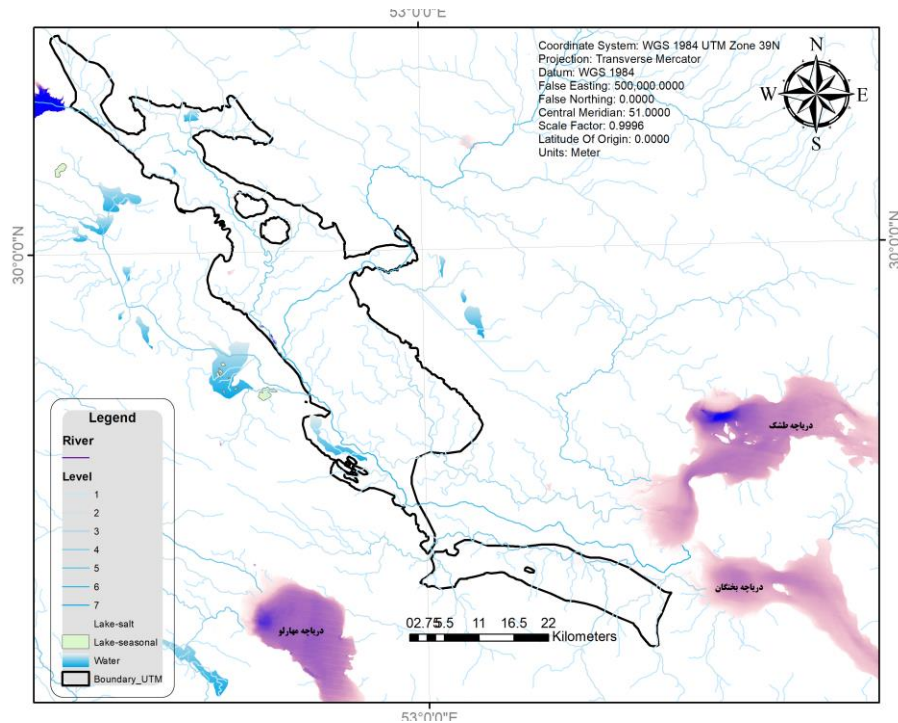 53°0'0"E
Coordinate System: WGS 1984 UTM Zone 39N
Projection: Transverse Mercator
Datum: WGS 1984
False Easting: 500,000.0000
False Northing: 0.0000
Central Meridian: 51.0000
Scale Factor: 0.9996
Latitude Of Origin: 0.0000
Units: Meter
N
W E
S
30°0'0"N
30°0'0"N
دریاچه طشک
دریاچه بختگان
دریاچه مهارلو
Legend
River
Level
1
2
3
4
5
6
7
Lake-salt
Lake-seasonal
Water
Boundary_UTM
0 2.75 5.5 11 16.5 22
Kilometers
53°0'0"E